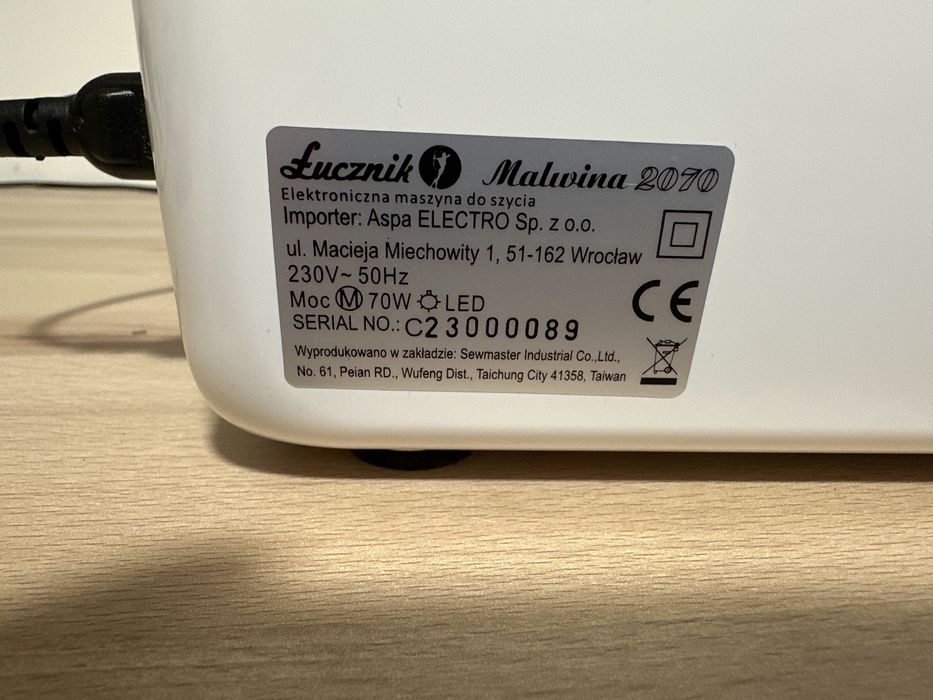 Łucznik Malwina 2070
Elektroniczna maszyna do szycia
Importer: Aspa ELECTRO Sp. z o.o.
ul. Macieja Miechowity 1, 51-162 Wrocław
230V~ 50Hz
Moc M 70W LED
SERIAL NO.: C23000089
Wyprodukowano w zakładzie: Sewmaster Industrial Co.,Ltd.,
No. 61, Peian RD., Wufeng Dist., Taichung City 41358, Taiwan
CE